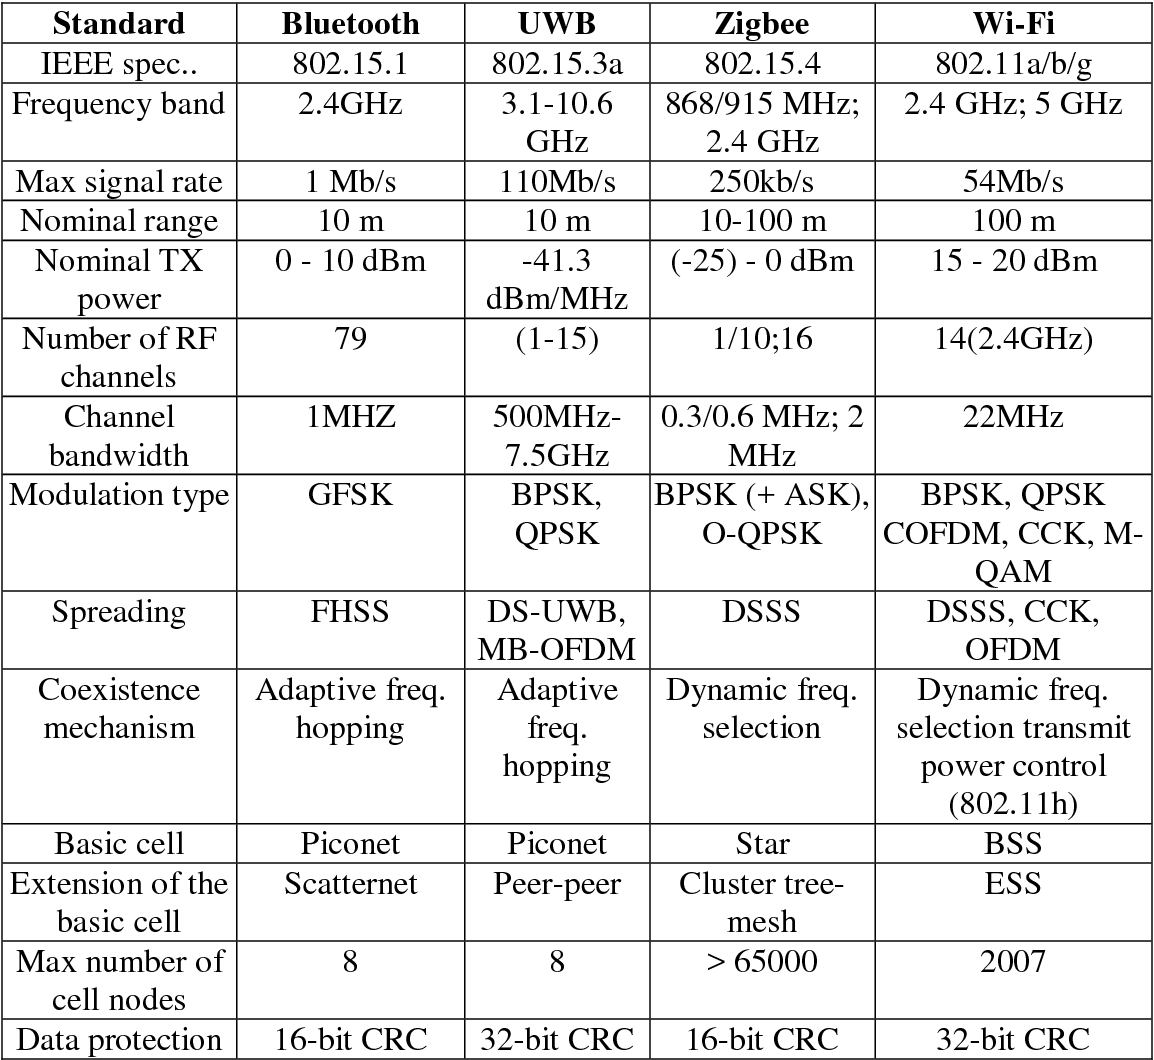 Standard Bluetooth UWB Zigbee Wi-Fi
IEEE spec.. 802.15.1 802.15.3a 802.15.4 802.11a/b/g
Frequency band 2.4GHz 3.1-10.6 868/915 MHz; 2.4 GHz; 5 GHz
GHz 2.4 GHz
Max signal rate 1 Mb/s 110Mb/s 250kb/s 54Mb/s
Nominal range 10 m 10 m 10-100 m 100 m
Nominal TX 0 - 10 dBm -41.3 (-25) - 0 dBm 15 - 20 dBm
power dBm/MHz
Number of RF 79 (1-15) 1/10;16 14(2.4GHz)
channels
Channel 1MHZ 500MHz- 0.3/0.6 MHz; 2 22MHz
bandwidth 7.5GHz MHz
Modulation type GFSK BPSK, BPSK (+ ASK), BPSK, QPSK
QPSK O-QPSK COFDM, CCK, M-
QAM
Spreading FHSS DS-UWB, DSSS DSSS, CCK,
MB-OFDM OFDM
Coexistence Adaptive freq. Adaptive Dynamic freq. Dynamic freq.
mechanism hopping freq. selection selection transmit
hopping power control
(802.11h)
Basic cell Piconet Piconet Star BSS
Extension of the Scatternet Peer-peer Cluster tree- ESS
basic cell mesh
Max number of 8 8 > 65000 2007
cell nodes
Data protection 16-bit CRC 32-bit CRC 16-bit CRC 32-bit CRC